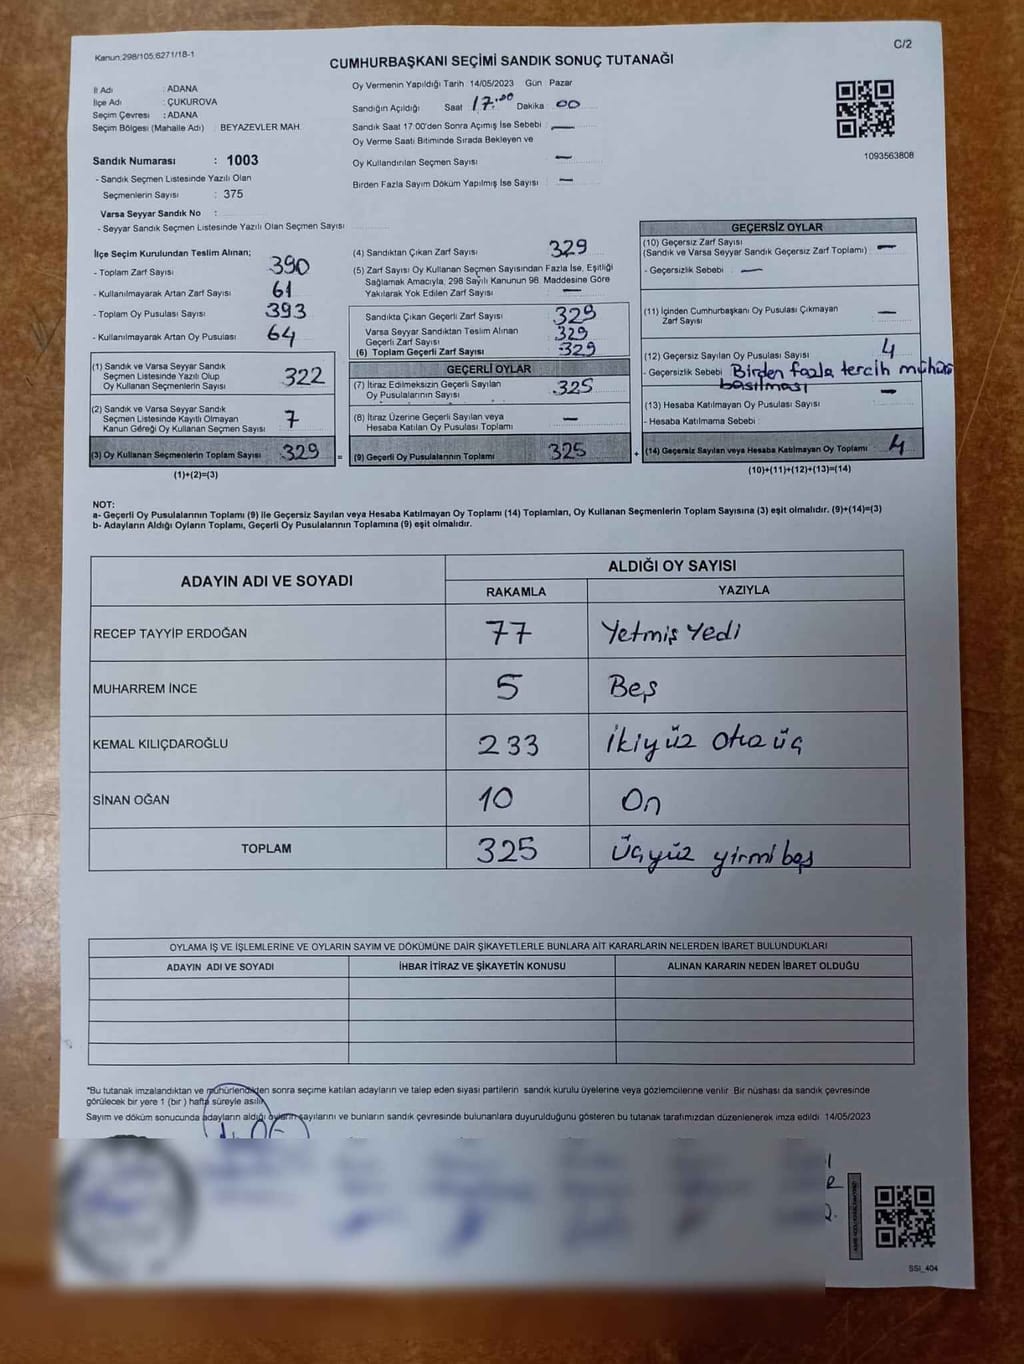 Kanun:298/105;6271/18-1
C/2
CUMHURBAŞKANI SEÇİMİ SANDIK SONUÇ TUTANAĞI
İl Adı : ADANA
İlçe Adı : ÇUKUROVA
Seçim Çevresi : ADANA
Seçim Bölgesi (Mahalle Adı) : BEYAZEVLER MAH.
Sandık Numarası : 1003
- Sandık Seçmen Listesinde Yazılı Olan
Seçmenlerin Sayısı : 375
Varsa Seyyar Sandık No :
- Seyyar Sandık Seçmen Listesinde Yazılı Olan Seçmen Sayısı
Oy Vermenin Yapıldığı Tarih 14/05/2023 Gün Pazar
Sandığın Açıldığı Saat 17:00 Dakika 00
Sandık Saat 17:00'den Sonra Açımış İse Sebebi —
Oy Verme Saati Bitiminde Sırada Bekleyen ve
Oy Kullandırılan Seçmen Sayısı —
Birden Fazla Sayım Döküm Yapılmış İse Sayısı —
1093563808
İlçe Seçim Kurulundan Teslim Alınan;
- Toplam Zarf Sayısı 390
- Kullanılmayarak Artan Zarf Sayısı 61
- Toplam Oy Pusulası Sayısı 393
- Kullanılmayarak Artan Oy Pusulası 64
(1) Sandık ve Varsa Seyyar Sandık
Seçmen Listesinde Yazılı Olup
Oy Kullanan Seçmenlerin Sayısı 322
(2) Sandık ve Varsa Seyyar Sandık
Seçmen Listesinde Kayıtlı Olmayan
Kanun Gereği Oy Kullanan Seçmen Sayısı 7
(3) Oy Kullanan Seçmenlerin Toplam Sayısı 329
(1)+(2)=(3)
=
(4) Sandıktan Çıkan Zarf Sayısı 329
(5) Zarf Sayısı Oy Kullanan Seçmen Sayısından Fazla İse, Eşitliği
Sağlamak Amacıyla, 298 Sayılı Kanunun 98. Maddesine Göre
Yakılarak Yok Edilen Zarf Sayısı —
Sandıkta Çıkan Geçerli Zarf Sayısı 329
Varsa Seyyar Sandıktan Teslim Alınan
Geçerli Zarf Sayısı 329
(6) Toplam Geçerli Zarf Sayısı 329
GEÇERLİ OYLAR
(7) İtiraz Edilmeksizin Geçerli Sayılan
Oy Pusulalarının Sayısı 325
(8) İtiraz Üzerine Geçerli Sayılan veya
Hesaba Katılan Oy Pusulası Toplamı —
(9) Geçerli Oy Pusulalarının Toplamı 325
+
GEÇERSİZ OYLAR
(10) Geçersiz Zarf Sayısı
(Sandık ve Varsa Seyyar Sandık Geçersiz Zarf Toplamı) —
- Geçersizlik Sebebi —
(11) İçinden Cumhurbaşkanı Oy Pusulası Çıkmayan
Zarf Sayısı —
(12) Geçersiz Sayılan Oy Pusulası Sayısı 4
- Geçersizlik Sebebi Birden fazla tercih mührü
basılması
(13) Hesaba Katılmayan Oy Pusulası Sayısı —
- Hesaba Katılmama Sebebi
(14) Geçersiz Sayılan veya Hesaba Katılmayan Oy Toplamı 4
(10)+(11)+(12)+(13)=(14)
NOT:
a- Geçerli Oy Pusulalarının Toplamı (9) ile Geçersiz Sayılan veya Hesaba Katılmayan Oy Toplamı (14) Toplamları, Oy Kullanan Seçmenlerin Toplam Sayısına (3) eşit olmalıdır. (9)+(14)=(3)
b- Adayların Aldığı Oyların Toplamı, Geçerli Oy Pusulalarının Toplamına (9) eşit olmalıdır.
ADAYIN ADI VE SOYADI
ALDIĞI OY SAYISI
RAKAMLA YAZIYLA
RECEP TAYYİP ERDOĞAN 77 Yetmiş Yedi
MUHARREM İNCE 5 Beş
KEMAL KILIÇDAROĞLU 233 İkiyüz otuz üç
SİNAN OĞAN 10 On
TOPLAM 325 Üçyüz yirmi beş
OYLAMA İŞ VE İŞLEMLERİNE VE OYLARIN SAYIM VE DÖKÜMÜNE DAİR ŞİKAYETLERLE BUNLARA AİT KARARLARIN NELERDEN İBARET BULUNDUKLARI
ADAYIN ADI VE SOYADI İHBAR İTİRAZ VE ŞİKAYETİN KONUSU ALINAN KARARIN NEDEN İBARET OLDUĞU
*Bu tutanak imzalandıktan ve mühürlendikten sonra seçime katılan adayların ve talep eden siyasi partilerin sandık kurulu üyelerine veya gözlemcilerine verilir. Bir nüshası da sandık çevresinde
görülecek bir yere 1 (bir ) hafta süreyle asılır.
Sayım ve döküm sonucunda adayların aldığı oyların sayılarını ve bunların sandık çevresinde bulunanlara duyurulduğunu gösteren bu tutanak tarafımızdan düzenlenerek imza edildi. 14/05/2023
SSI_404